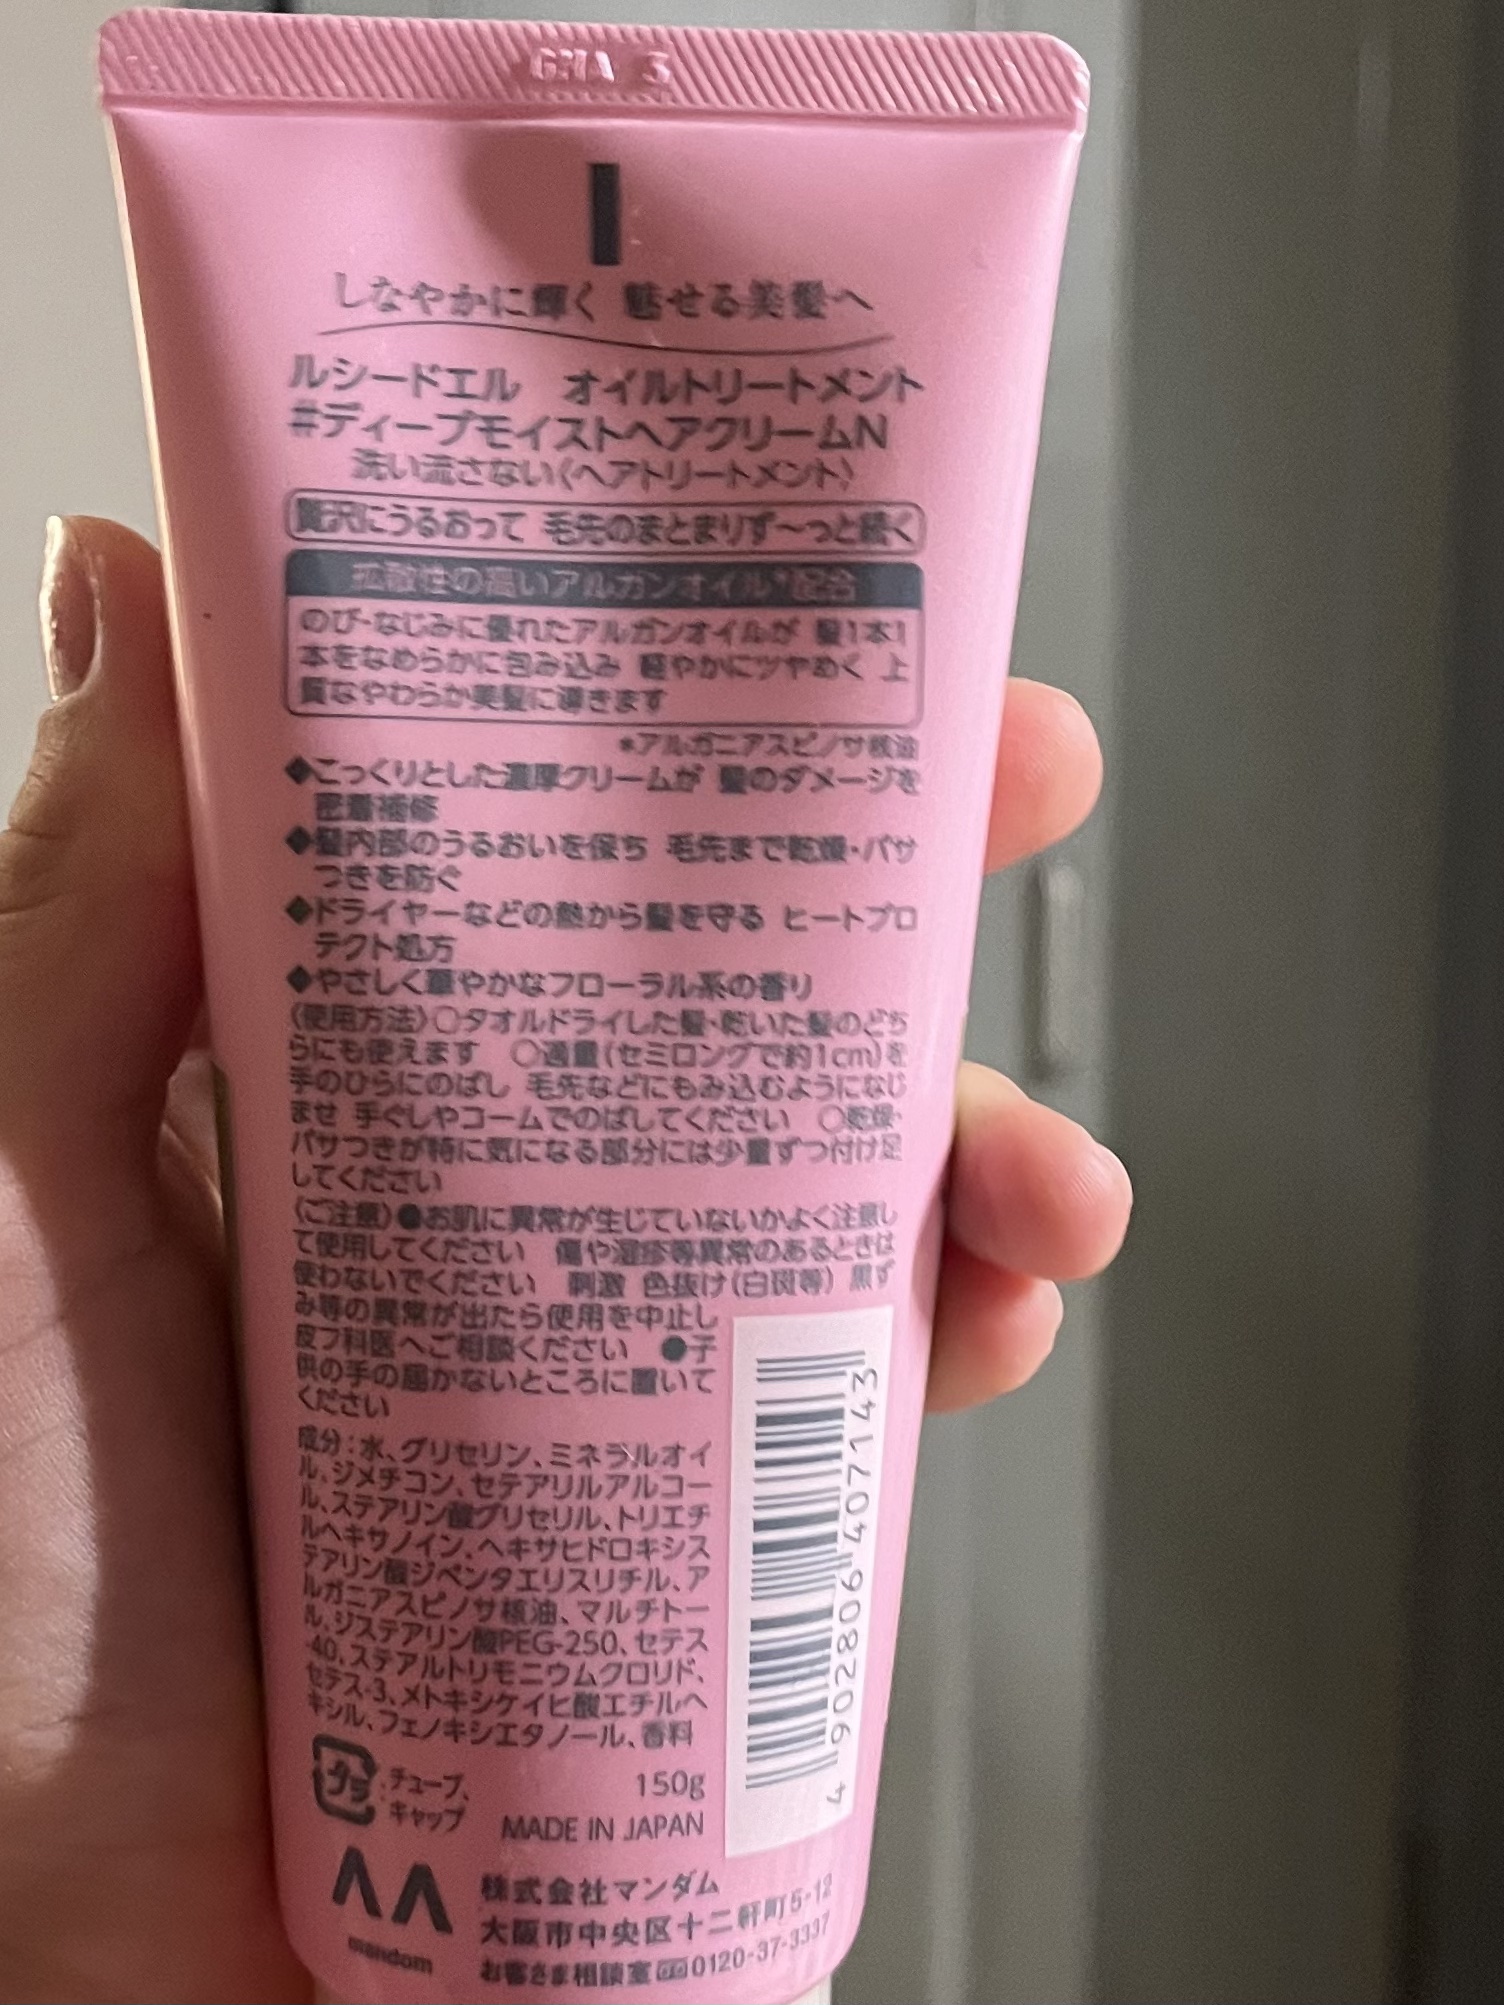 GMA 3
しなやかに輝く 魅せる美髪へ
ルシードエル オイルトリートメント
#ディープモイストヘアクリームN
洗い流さない〈ヘアトリートメント〉
贅沢にうるおって 毛先のまとまりず〜っと続く
拡散性の高いアルガンオイル*配合
のび・なじみに優れたアルガンオイルが 髪1本1
本をなめらかに包み込み 軽やかにツヤめく 上
質なやわらか美髪に導きます
*アルガニアスピノサ核油
◆こっくりとした濃厚クリームが 髪のダメージを
密着補修
◆髪内部のうるおいを保ち 毛先まで乾燥・パサ
つきを防ぐ
◆ドライヤーなどの熱から髪を守る ヒートプロ
テクト処方
◆やさしく華やかなフローラル系の香り
〈使用方法〉○タオルドライした髪・乾いた髪のどち
らにも使えます ○適量(セミロングで約1cm)を
手のひらにのばし 毛先などにもみ込むようになじ
ませ 手ぐしやコームでのばしてください ○乾燥・
パサつきが特に気になる部分には少量ずつ付け足
してください
〈ご注意〉●お肌に異常が生じていないかよく注意し
て使用してください 傷や湿疹等異常のあるときは
使わないでください 刺激 色抜け(白斑等) 黒ず
み等の異常が出たら使用を中止し
皮フ科医へご相談ください ●子
供の手の届かないところに置いて
ください
成分:水、グリセリン、ミネラルオイ
ル、ジメチコン、セテアリルアルコー
ル、ステアリン酸グリセリル、トリエチ
ルヘキサノイン、ヘキサヒドロキシス
テアリン酸ジペンタエリスリチル、ア
ルガニアスピノサ核油、マルチトー
ル、ジステアリン酸PEG-250、セテス
-40、ステアルトリモニウムクロリド、
セテス-3、メトキシケイヒ酸エチルヘ
キシル、フェノキシエタノール、香料
4 902806 407143
プラ
チューブ、
キャップ
150g
MADE IN JAPAN
mandom
株式会社マンダム
大阪市中央区十二軒町5-12
お客さま相談室 0120-37-3337